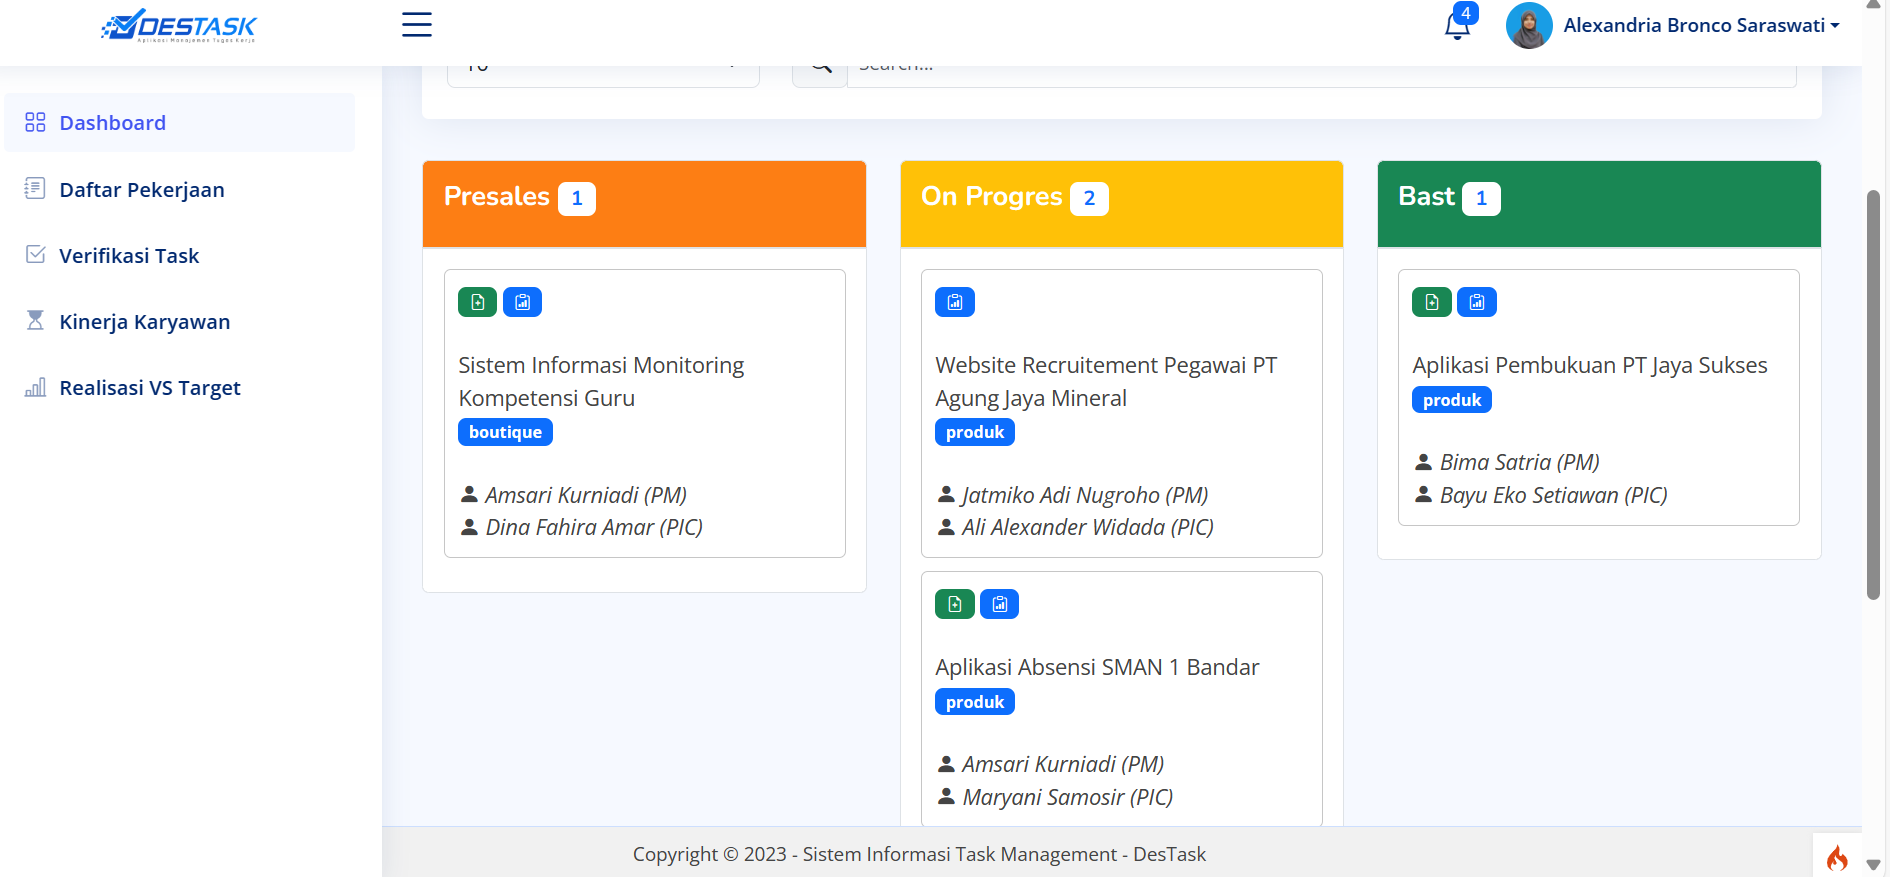 DESTASK
Aplikasi Manajemen Tugas Kerja
4
Alexandria Bronco Saraswati
10
Search...
Dashboard
Daftar Pekerjaan
Verifikasi Task
Kinerja Karyawan
Realisasi VS Target
Presales 1
Sistem Informasi Monitoring
Kompetensi Guru
boutique
Amsari Kurniadi (PM)
Dina Fahira Amar (PIC)
On Progres 2
Website Recruitement Pegawai PT
Agung Jaya Mineral
produk
Jatmiko Adi Nugroho (PM)
Ali Alexander Widada (PIC)
Aplikasi Absensi SMAN 1 Bandar
produk
Amsari Kurniadi (PM)
Maryani Samosir (PIC)
Bast 1
Aplikasi Pembukuan PT Jaya Sukses
produk
Bima Satria (PM)
Bayu Eko Setiawan (PIC)
Copyright © 2023 - Sistem Informasi Task Management - DesTask